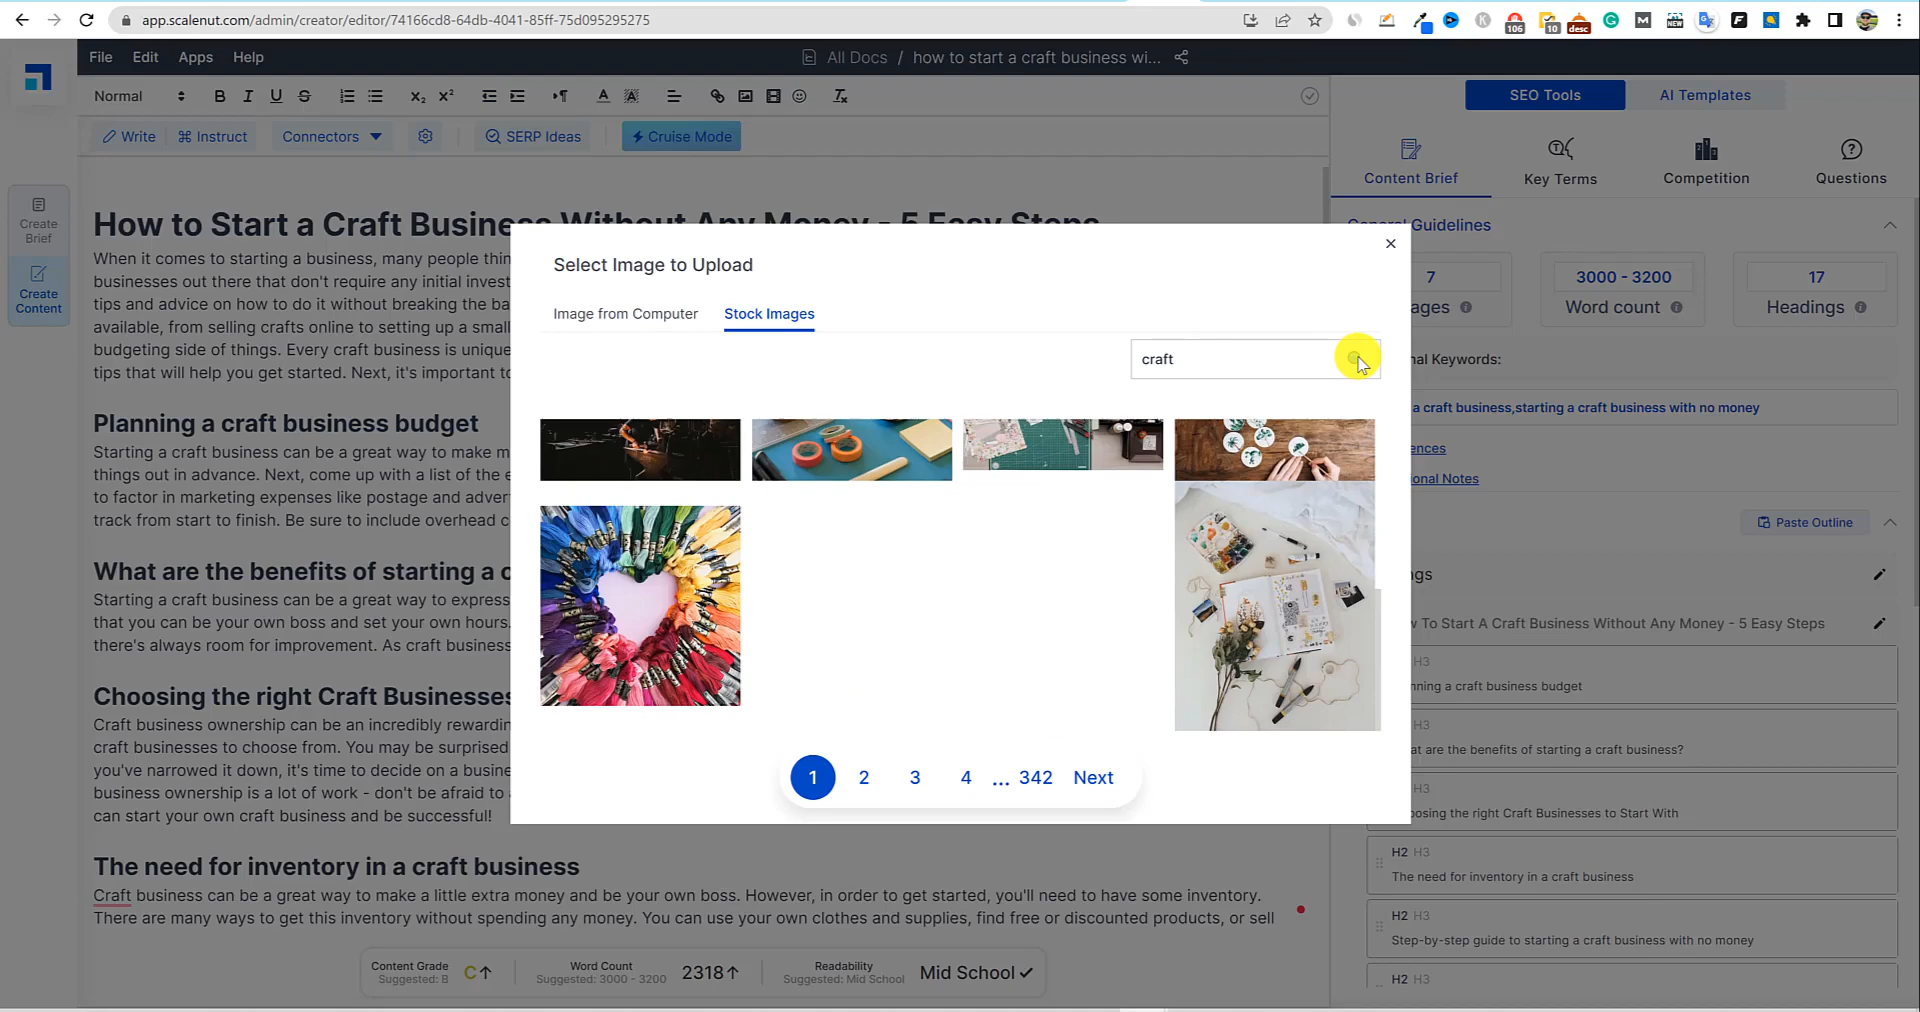 app.scalenut.com/admin/creator/editor/74166cd8-64db-4041-85ff-75d095295275
106
10
desc
NEW
File Edit Apps Help
All Docs / how to start a craft business wi...
Normal
SEO Tools
AI Templates
Write
Instruct
Connectors
SERP Ideas
Cruise Mode
Content Brief
Key Terms
Competition
Questions
Create
Brief
Create
Content
How to Start a Craft Business Without Any Money - 5 Easy Steps
When it comes to starting a business, many people thin
businesses out there that don't require any initial invest
tips and advice on how to do it without breaking the ba
available, from selling crafts online to setting up a small
budgeting side of things. Every craft business is unique
tips that will help you get started. Next, it's important to
Planning a craft business budget
Starting a craft business can be a great way to make m
things out in advance. Next, come up with a list of the e
to factor in marketing expenses like postage and adver
track from start to finish. Be sure to include overhead c
What are the benefits of starting a c
Starting a craft business can be a great way to express
that you can be your own boss and set your own hours.
there's always room for improvement. As craft business
Choosing the right Craft Businesses
Craft business ownership can be an incredibly rewardin
craft businesses to choose from. You may be surprised
you've narrowed it down, it's time to decide on a busine
business ownership is a lot of work - don't be afraid to
can start your own craft business and be successful!
The need for inventory in a craft business
Craft business can be a great way to make a little extra money and be your own boss. However, in order to get started, you'll need to have some inventory.
There are many ways to get this inventory without spending any money. You can use your own clothes and supplies, find free or discounted products, or sell
Content Grade
Suggested: B
C
Word Count
Suggested: 3000 - 3200
2318
Readability
Suggested: Mid School
Mid School
Select Image to Upload
Image from Computer
Stock Images
craft
1 2 3 4 ... 342 Next
General Guidelines
7
ages
3000 - 3200
Word count
17
Headings
nal Keywords:
a craft business,starting a craft business with no money
ences
ional Notes
Paste Outline
ngs
w To Start A Craft Business Without Any Money - 5 Easy Steps
H3
nning a craft business budget
H3
at are the benefits of starting a craft business?
H3
osing the right Craft Businesses to Start With
H2 H3
The need for inventory in a craft business
H2 H3
Step-by-step guide to starting a craft business with no money
H2 H3